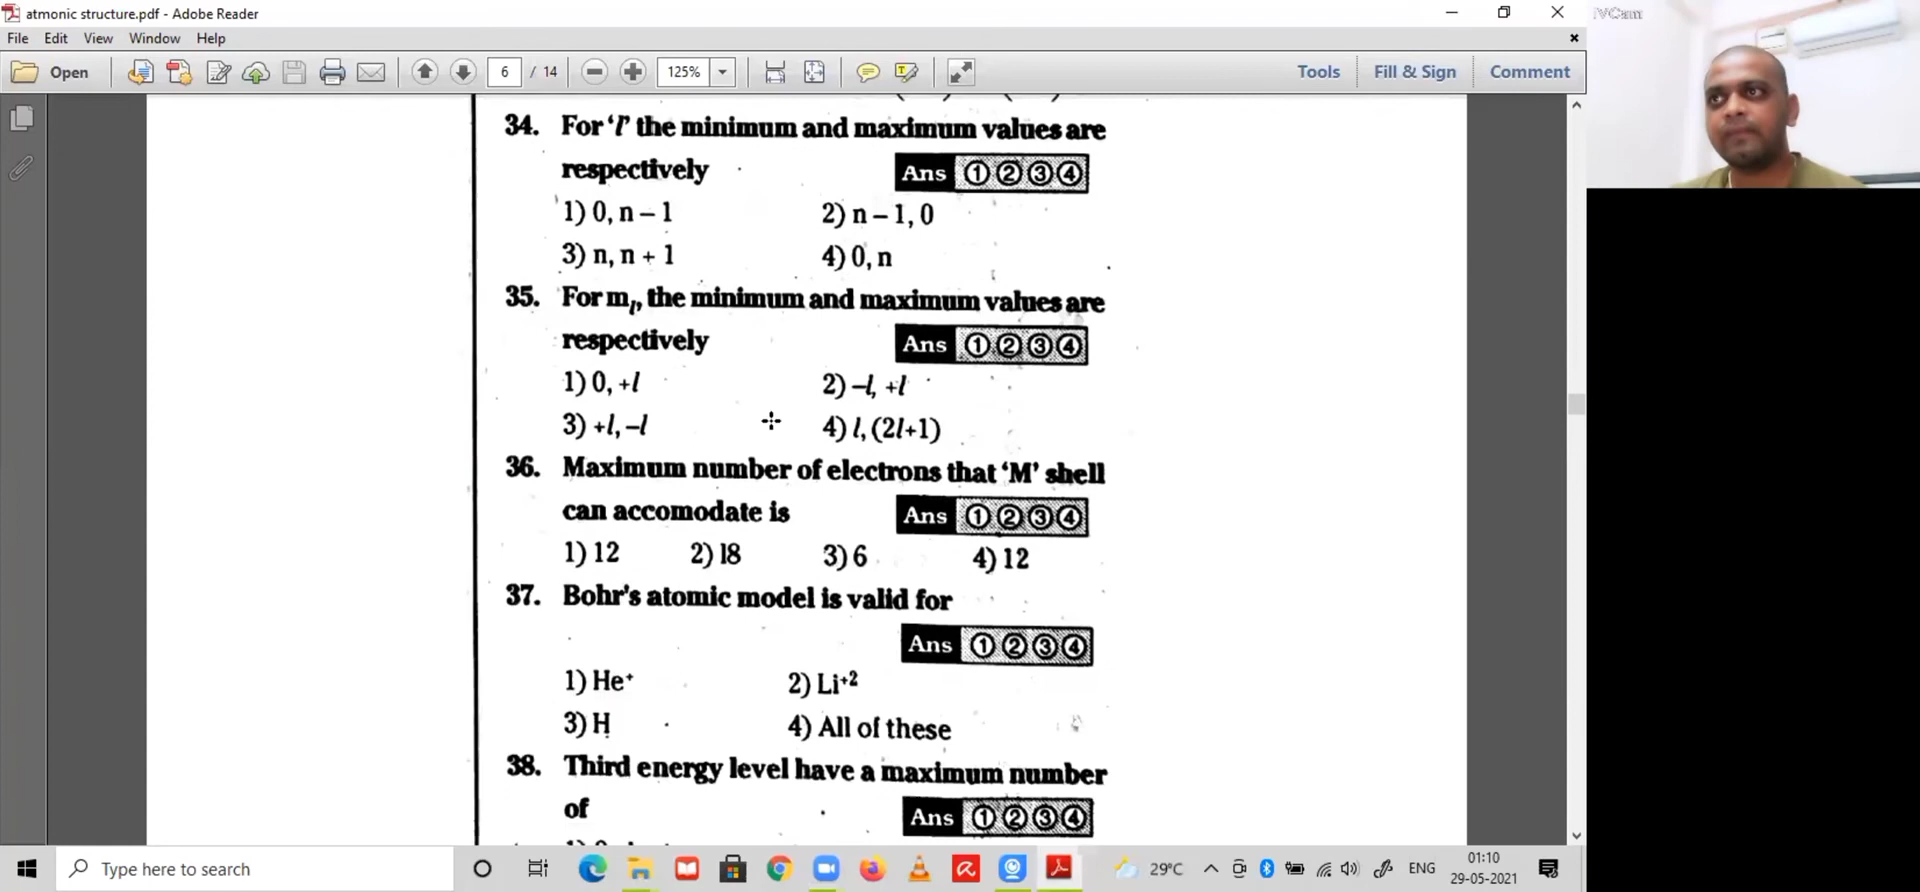 atmonic structure.pdf - Adobe Reader
File Edit View Window Help
Open 6 / 14 125% Tools Fill & Sign Comment
iVCam
34. For ‘l’ the minimum and maximum values are
respectively Ans ① ② ③ ④
1) 0, n – 1 2) n – 1, 0
3) n, n + 1 4) 0, n
35. For mₗ, the minimum and maximum values are
respectively Ans ① ② ③ ④
1) 0, +l 2) –l, +l
3) +l, –l 4) l, (2l+1)
36. Maximum number of electrons that ‘M’ shell
can accomodate is Ans ① ② ③ ④
1) 12 2) 18 3) 6 4) 12
37. Bohr's atomic model is valid for
Ans ① ② ③ ④
1) He⁺ 2) Li⁺²
3) H 4) All of these
38. Third energy level have a maximum number
of Ans ① ② ③ ④
Type here to search 29°C ENG 01:10
29-05-2021